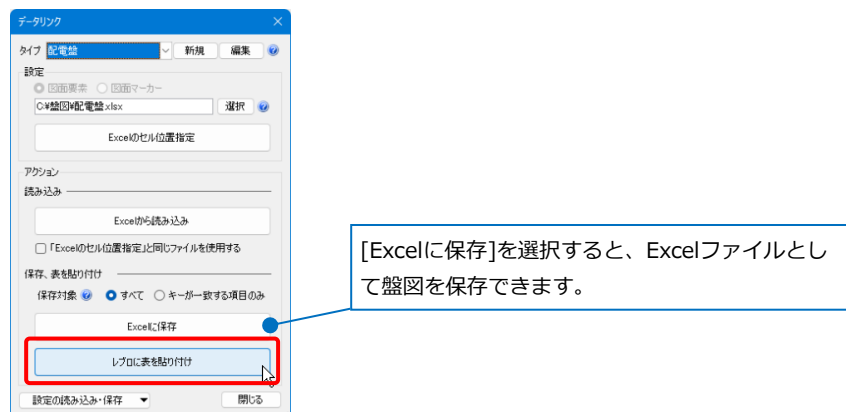 データリンク
タイプ 配電盤 新規 編集
設定
図面要素 図面マーカー
C:¥盤図¥配電盤.xlsx 選択
Excelのセル位置指定
アクション
読み込み
Excelから読み込み
「Excelのセル位置指定」と同じファイルを使用する
保存、表を貼り付け
保存対象 すべて キーが一致する項目のみ
Excelに保存
レブロに表を貼り付け
設定の読み込み・保存 閉じる
[Excelに保存]を選択すると、Excelファイルとし
て盤図を保存できます。